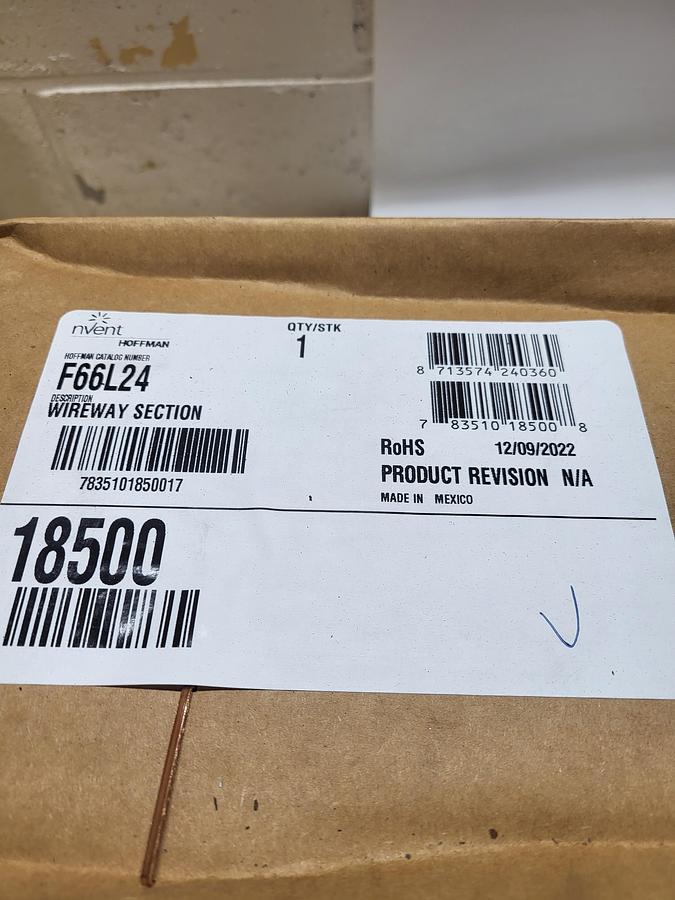 nVent
HOFFMAN
HOFFMAN CATALOG NUMBER
F66L24
DESCRIPTION
WIREWAY SECTION
7835101850017
QTY/STK
1
8 713574 240360
7 83510 18500 8
RoHS 12/09/2022
PRODUCT REVISION N/A
MADE IN MEXICO
18500